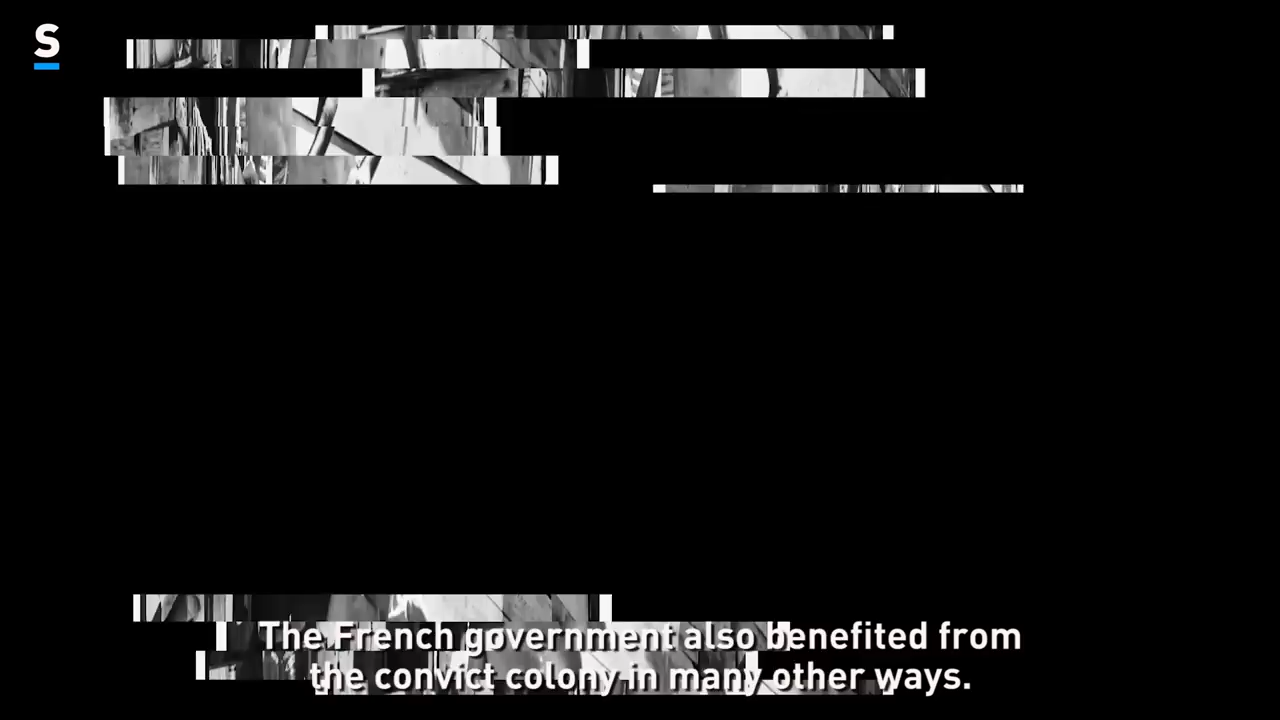 S
The French government also benefited from
the convict colony in many other ways.